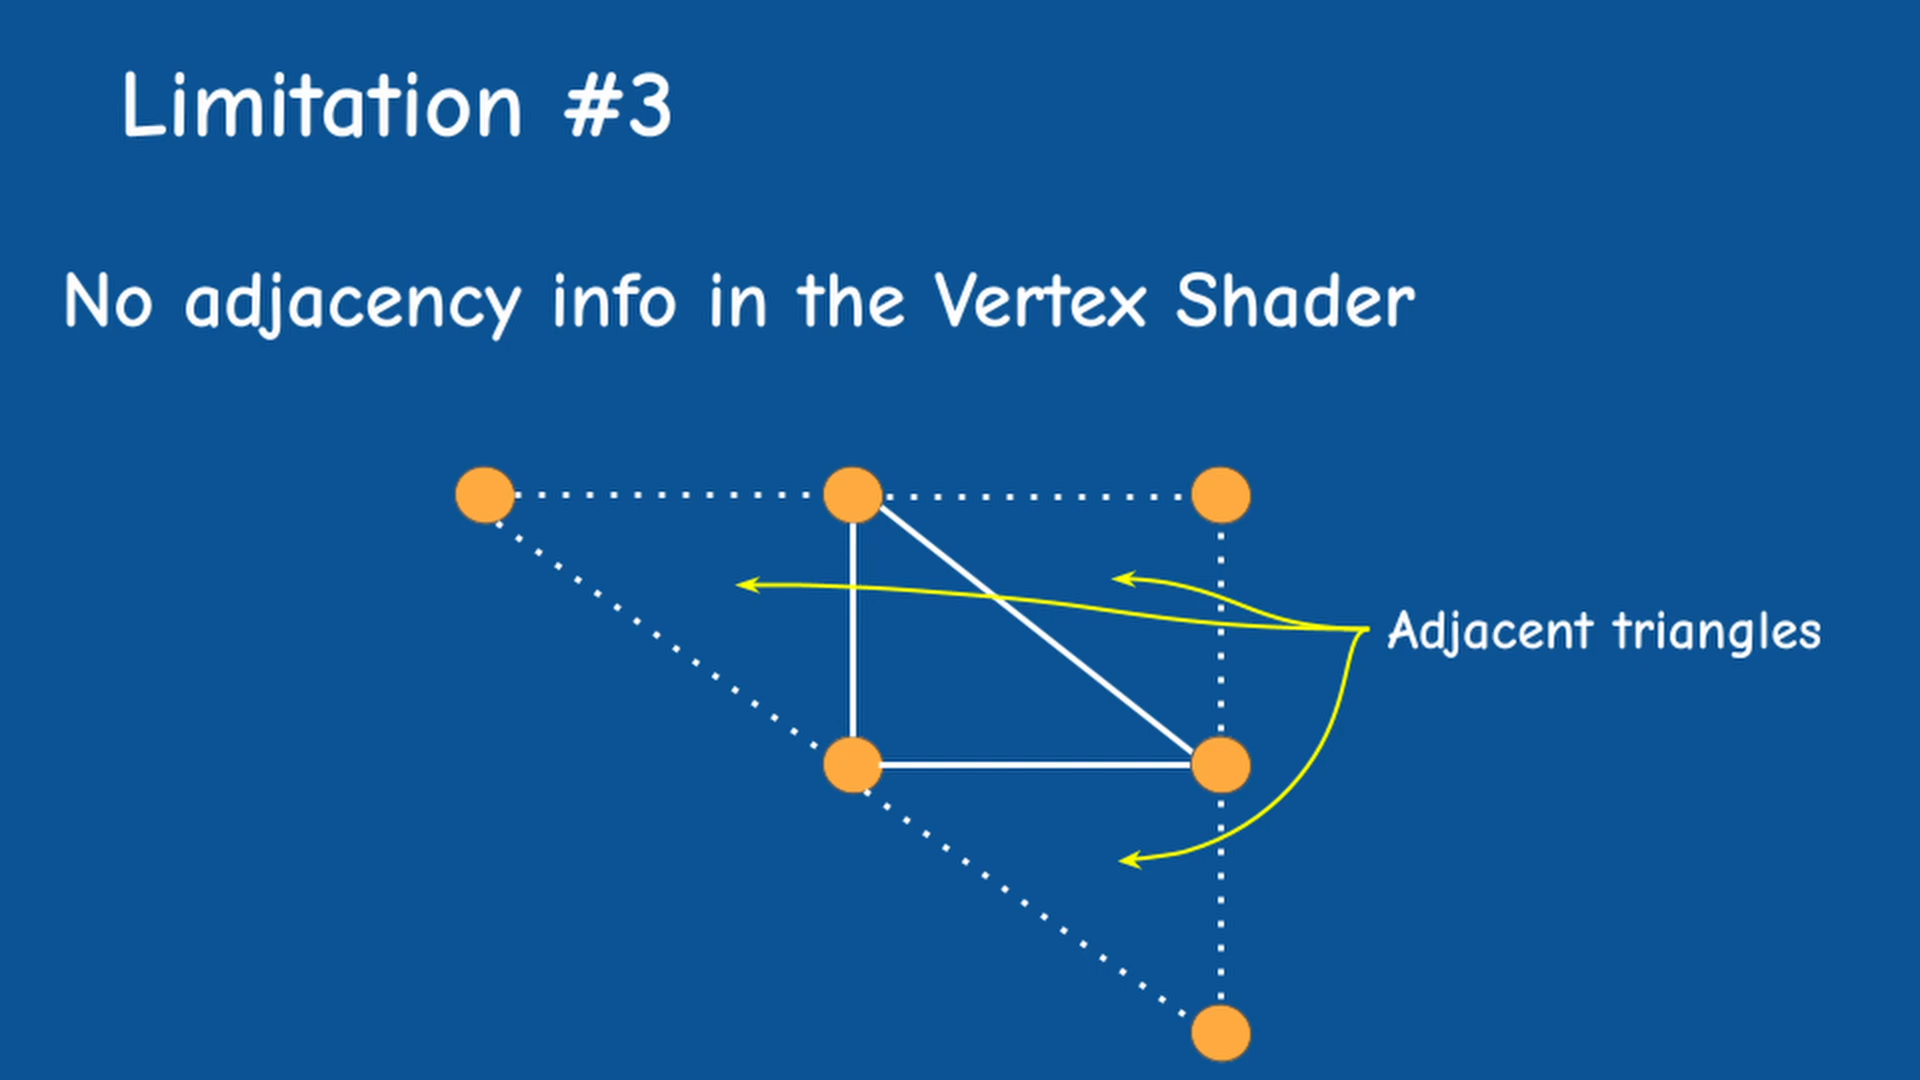 Limitation #3
No adjacency info in the Vertex Shader
Adjacent triangles